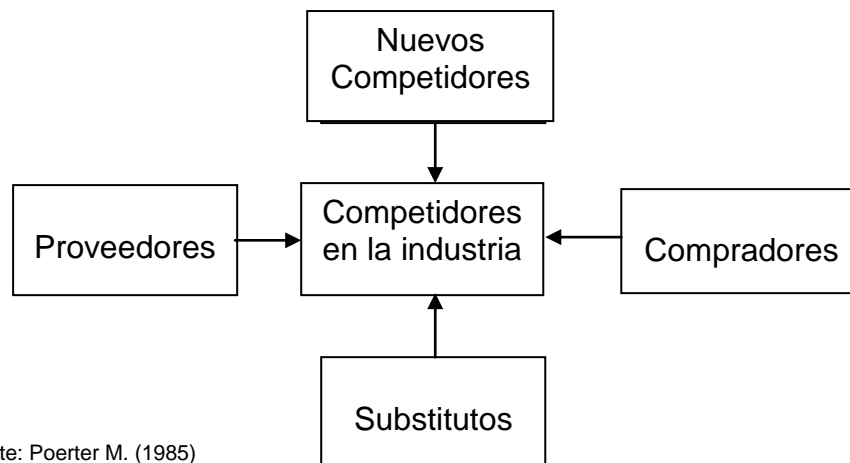 Nuevos
Competidores
Proveedores
Competidores
en la industria
Compradores
Substitutos
te: Poerter M. (1985)